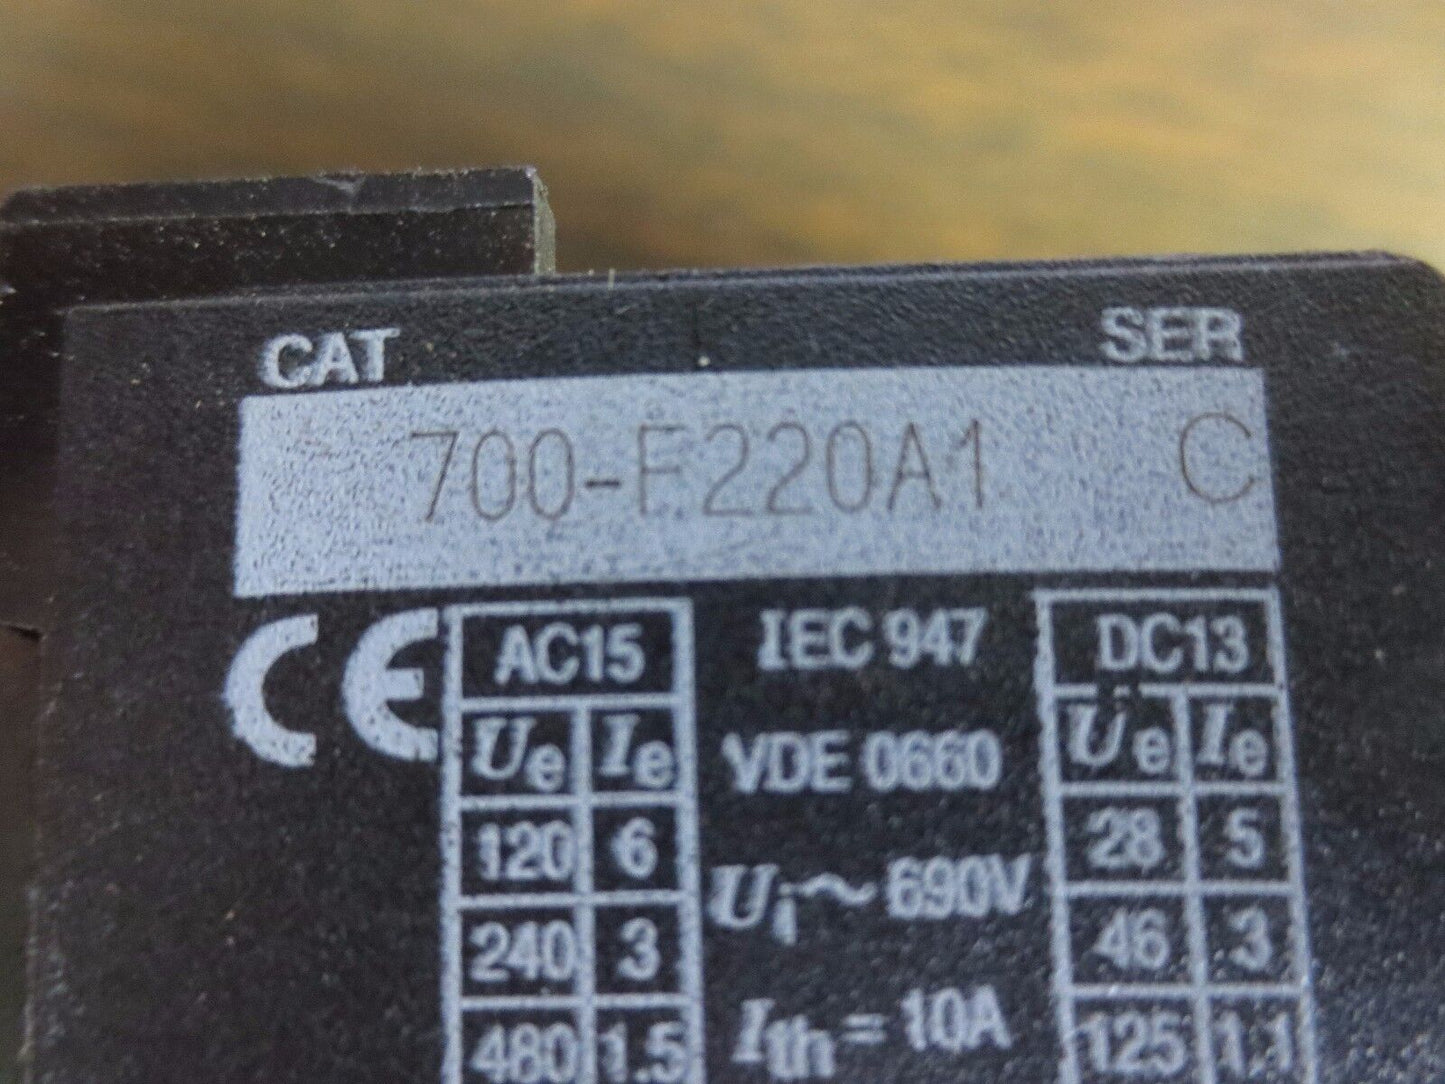 CAT SER
700-F220A1 C
CE AC15 IEC 947 DC13
Ue Ie VDE 0660 Ue Ie
120 6 Ui~690V 28 5
240 3 46 3
480 1.5 Ith = 10A 125 1.1